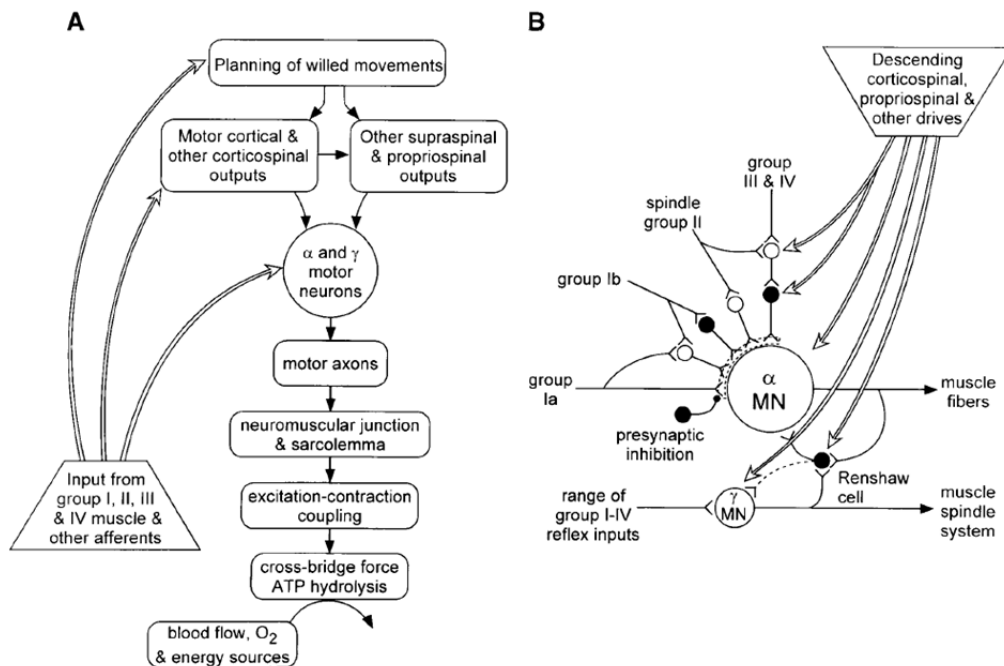 A
Planning of willed movements
Motor cortical &
other corticospinal
outputs
Other supraspinal
& propriospinal
outputs
α and γ
motor
neurons
motor axons
neuromuscular junction
& sarcolemma
excitation-contraction
coupling
cross-bridge force
ATP hydrolysis
blood flow, O2
& energy sources
Input from
group I, II, III
& IV muscle &
other afferents
B
Descending
corticospinal,
propriospinal &
other drives
group
III & IV
spindle
group II
group Ib
group
Ia
α
MN
muscle
fibers
presynaptic
inhibition
Renshaw
cell
range of
group I-IV
reflex inputs
γ
MN
muscle
spindle
system